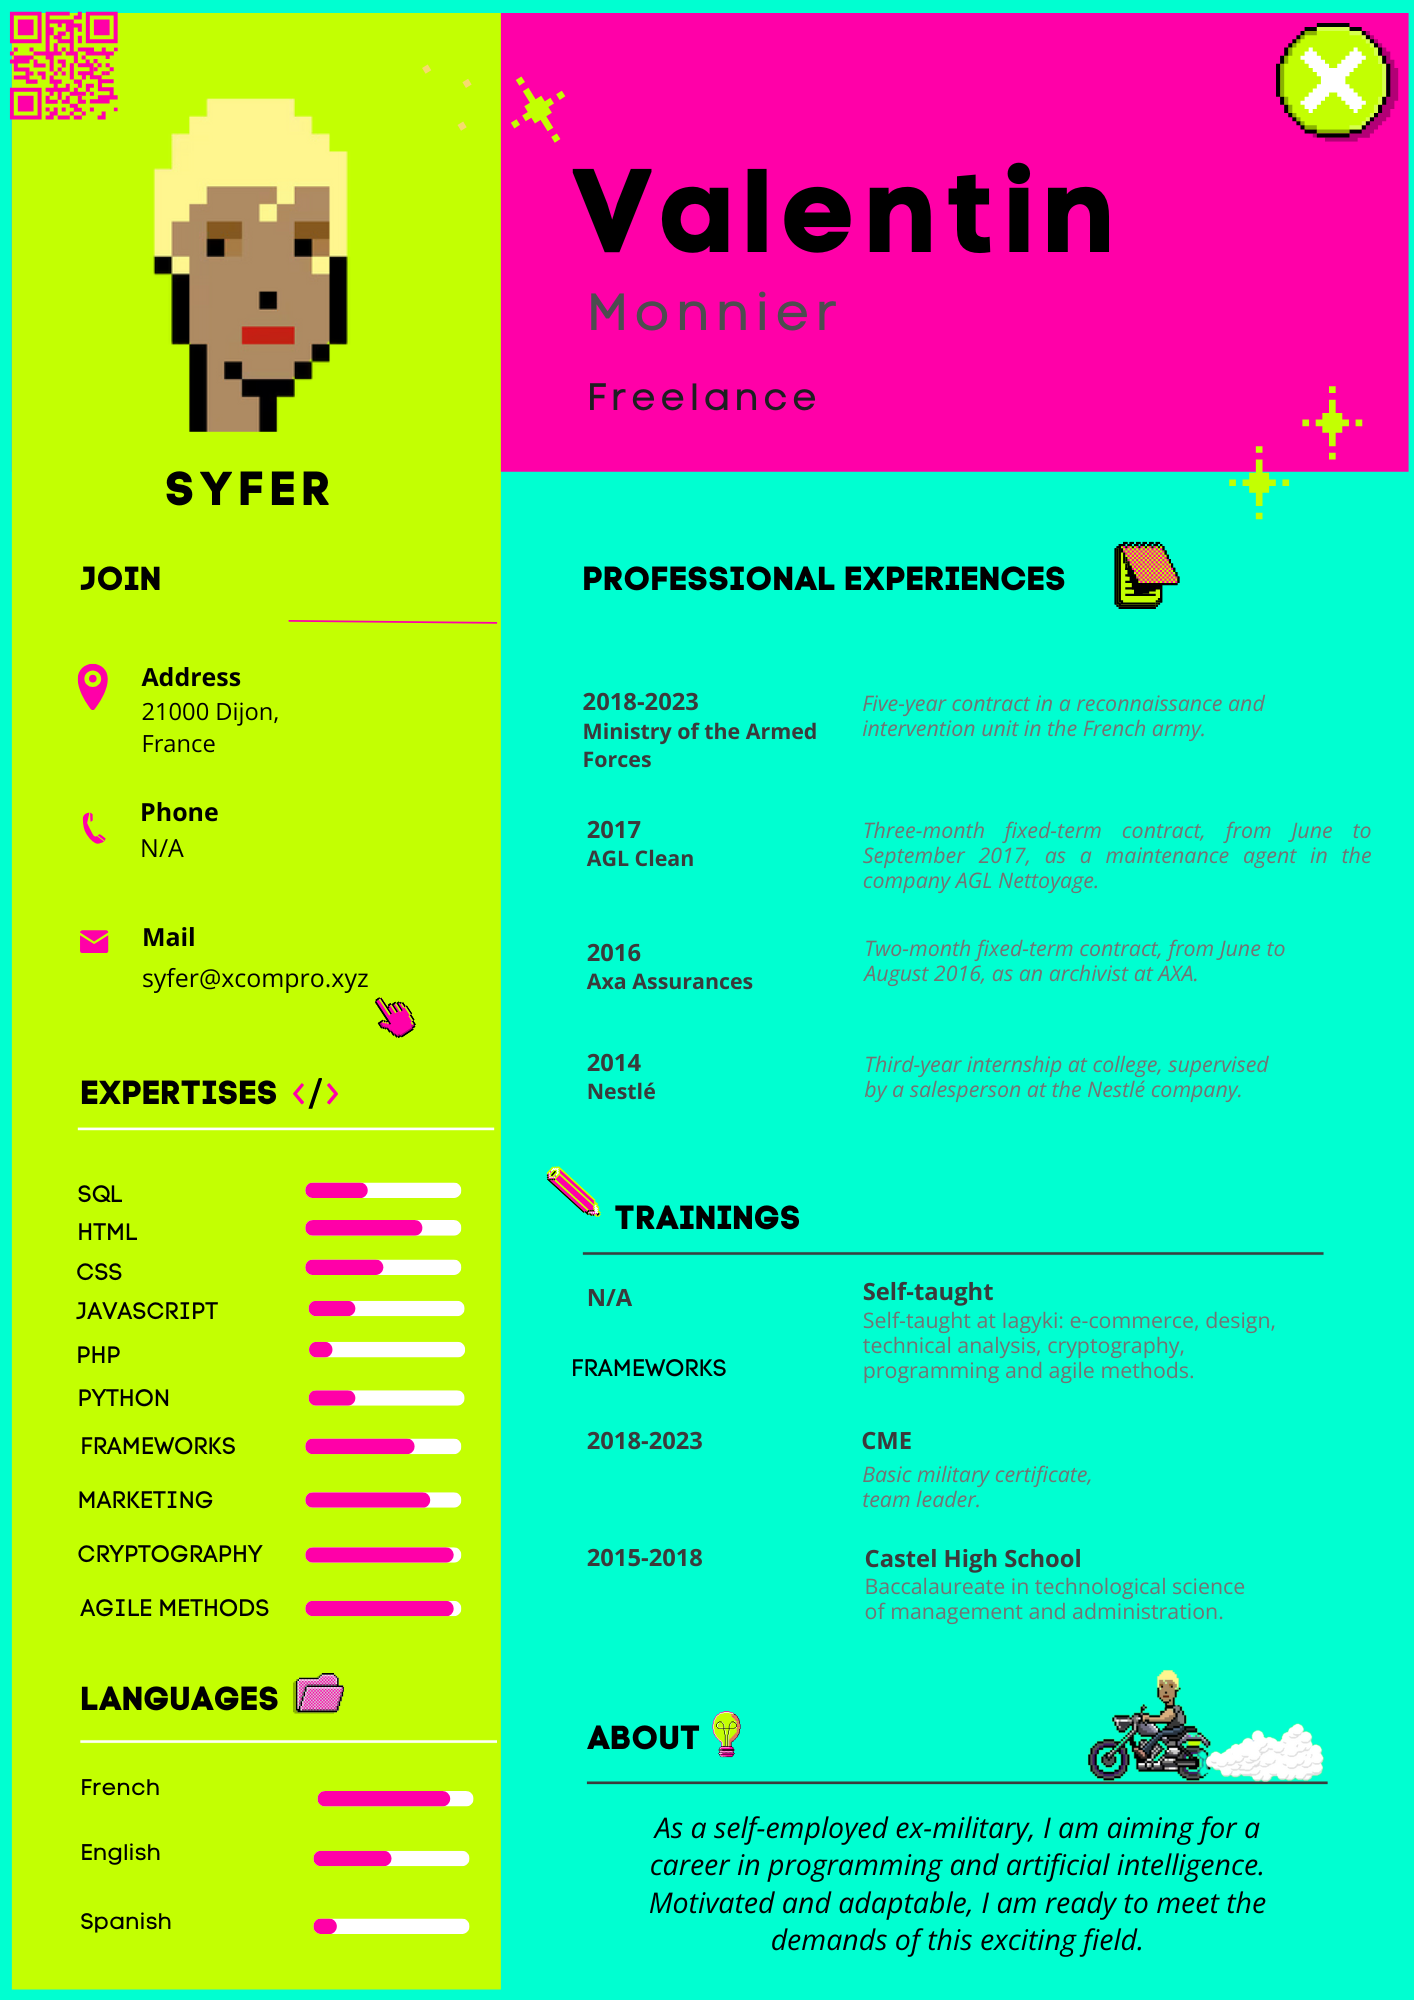 Valentin
Monnier
Freelance
SYFER
JOIN
Address
21000 Dijon,
France
Phone
N/A
Mail
syfer@xcompro.xyz
EXPERTISES </>
SQL
HTML
CSS
JAVASCRIPT
PHP
PYTHON
FRAMEWORKS
MARKETING
CRYPTOGRAPHY
AGILE METHODS
LANGUAGES
French
English
Spanish
PROFESSIONAL EXPERIENCES
2018-2023
Ministry of the Armed
Forces
Five-year contract in a reconnaissance and
intervention unit in the French army.
2017
AGL Clean
Three-month fixed-term contract, from June to
September 2017, as a maintenance agent in the
company AGL Nettoyage.
2016
Axa Assurances
Two-month fixed-term contract, from June to
August 2016, as an archivist at AXA.
2014
Nestlé
Third-year internship at college, supervised
by a salesperson at the Nestlé company.
TRAININGS
N/A
FRAMEWORKS
Self-taught
Self-taught at Iagyki: e-commerce, design,
technical analysis, cryptography,
programming and agile methods.
2018-2023
CME
Basic military certificate,
team leader.
2015-2018
Castel High School
Baccalaureate in technological science
of management and administration.
ABOUT
As a self-employed ex-military, I am aiming for a
career in programming and artificial intelligence.
Motivated and adaptable, I am ready to meet the
demands of this exciting field.